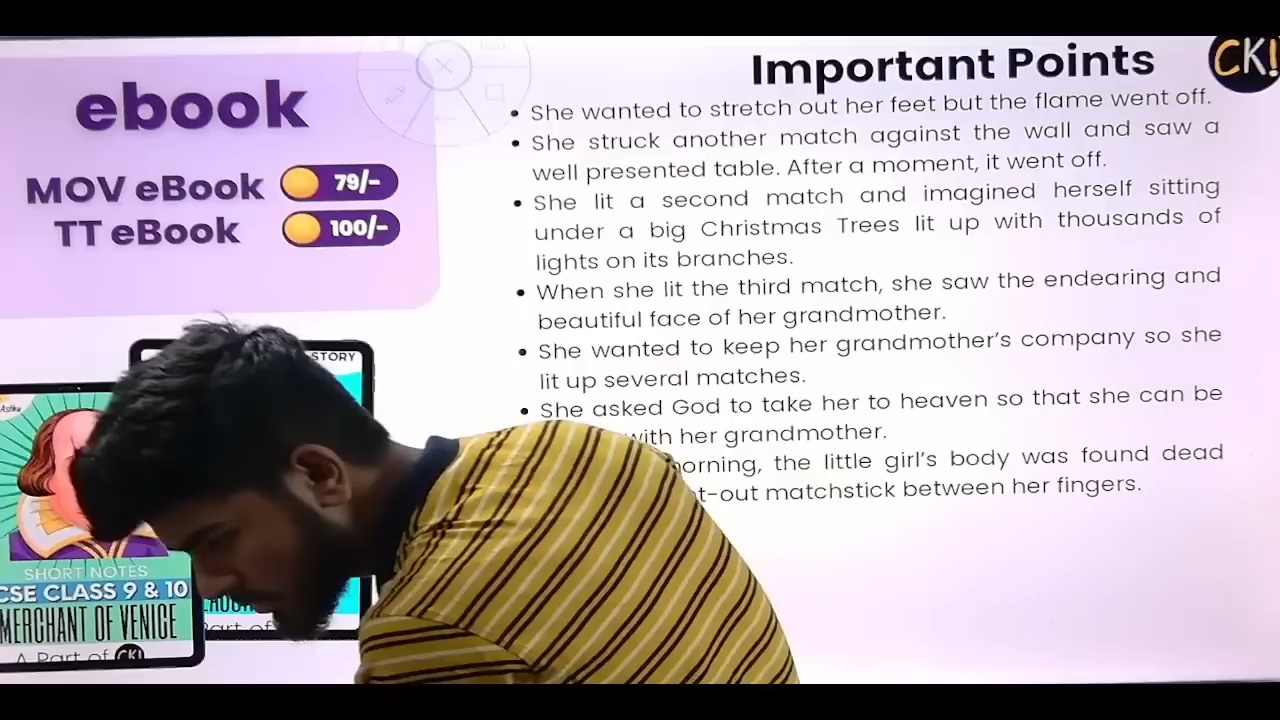 ebook
MOV eBook 79/-
TT eBook 100/-
STORY
SHORT NOTES
CSE CLASS 9 & 10
MERCHANT OF VENICE
A Part of CK!
Part of
Important Points
CK!
• She wanted to stretch out her feet but the flame went off.
• She struck another match against the wall and saw a
well presented table. After a moment, it went off.
• She lit a second match and imagined herself sitting
under a big Christmas Trees lit up with thousands of
lights on its branches.
• When she lit the third match, she saw the endearing and
beautiful face of her grandmother.
• She wanted to keep her grandmother's company so she
lit up several matches.
• She asked God to take her to heaven so that she can be
with her grandmother.
morning, the little girl's body was found dead
t-out matchstick between her fingers.